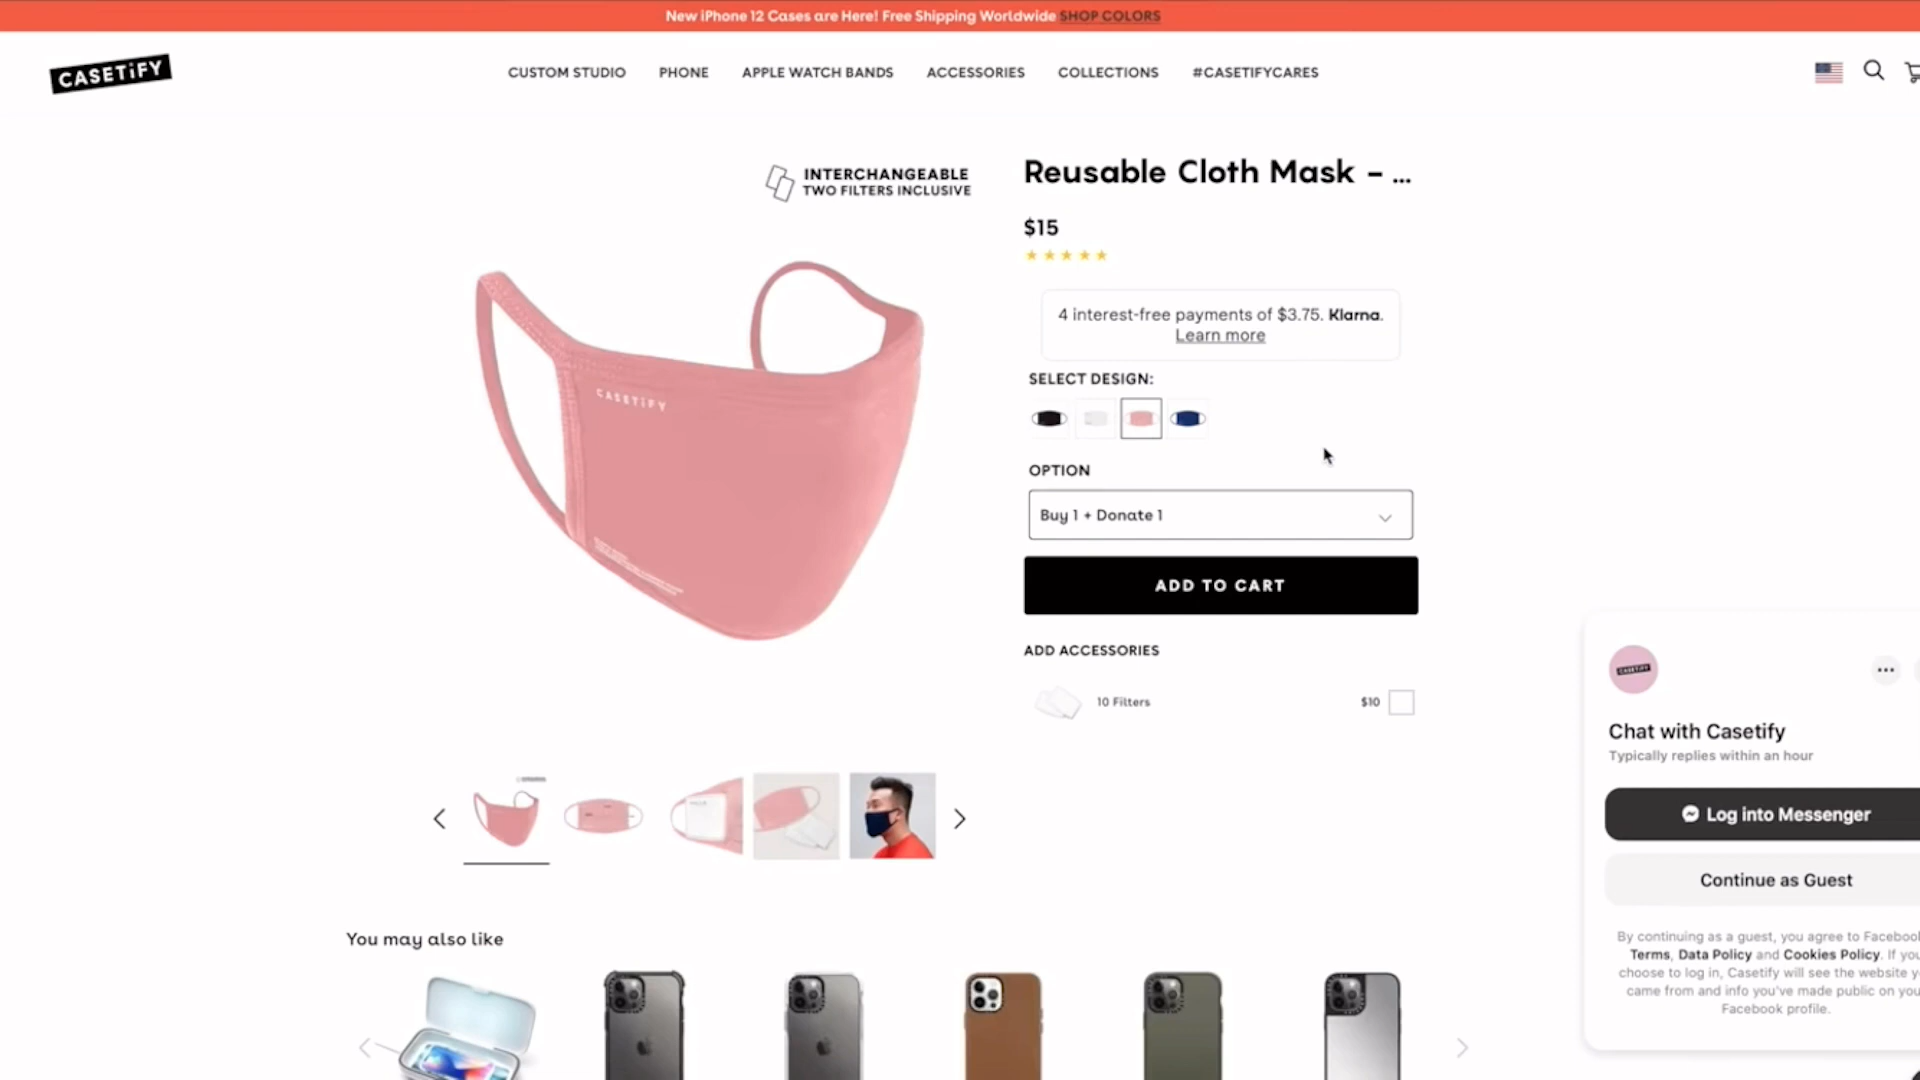 New iPhone 12 Cases are Here! Free Shipping Worldwide SHOP COLORS
CASETiFY
CUSTOM STUDIO PHONE APPLE WATCH BANDS ACCESSORIES COLLECTIONS #CASETIFYCARES
INTERCHANGEABLE
TWO FILTERS INCLUSIVE
CASETiFY
Reusable Cloth Mask – ...
$15
4 interest-free payments of $3.75. Klarna.
Learn more
SELECT DESIGN:
OPTION
Buy 1 + Donate 1
ADD TO CART
ADD ACCESSORIES
10 Filters $10
You may also like
CASETiFY
Chat with Casetify
Typically replies within an hour
Log into Messenger
Continue as Guest
By continuing as a guest, you agree to
Terms, Data Policy and Cookies Policy. If
choose to log in, Casetify will see the website
came from and info you've made public on
Facebook profile.